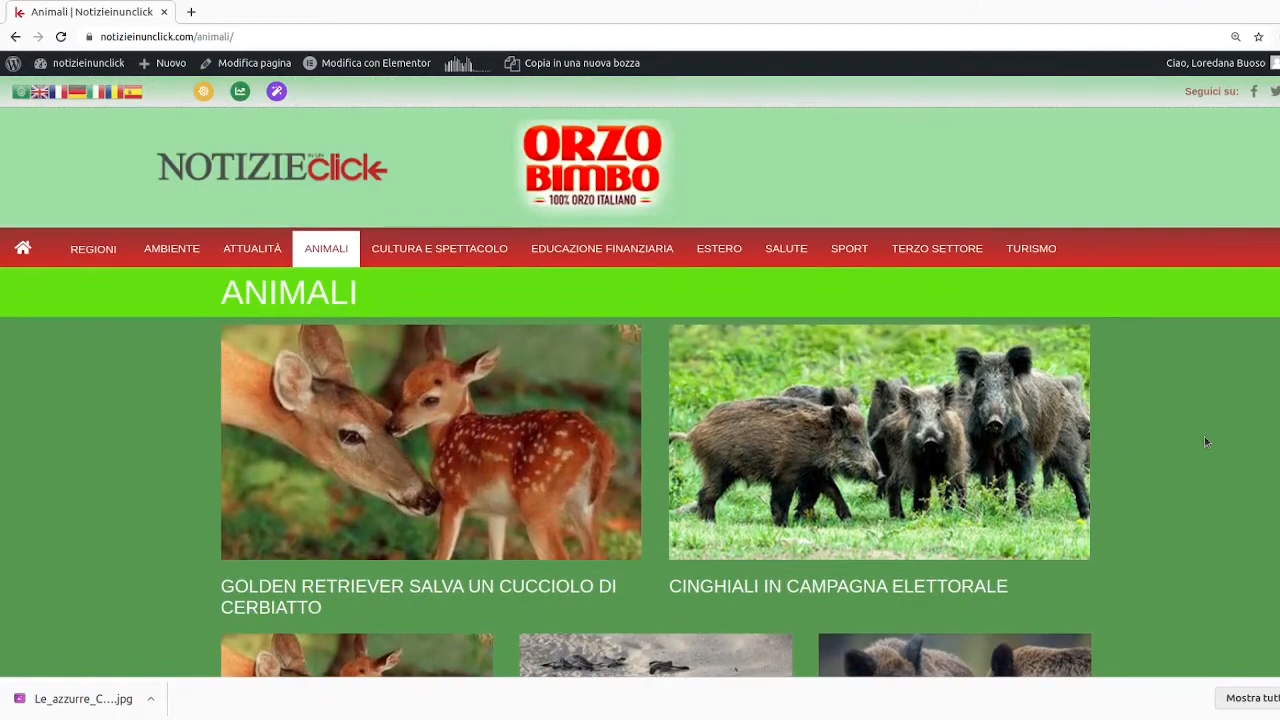 Animali | Notizieinunclick
notizieinunclick.com/animali/
notizieinunclick Nuovo Modifica pagina Modifica con Elementor Copia in una nuova bozza Ciao, Loredana Buoso
Seguici su:
NOTIZIE IN UN click
ORZO
BIMBO
100% ORZO ITALIANO
REGIONI AMBIENTE ATTUALITÀ ANIMALI CULTURA E SPETTACOLO EDUCAZIONE FINANZIARIA ESTERO SALUTE SPORT TERZO SETTORE TURISMO
ANIMALI
GOLDEN RETRIEVER SALVA UN CUCCIOLO DI
CERBIATTO
CINGHIALI IN CAMPAGNA ELETTORALE
Le_azzurre_C....jpg
Mostra tutt